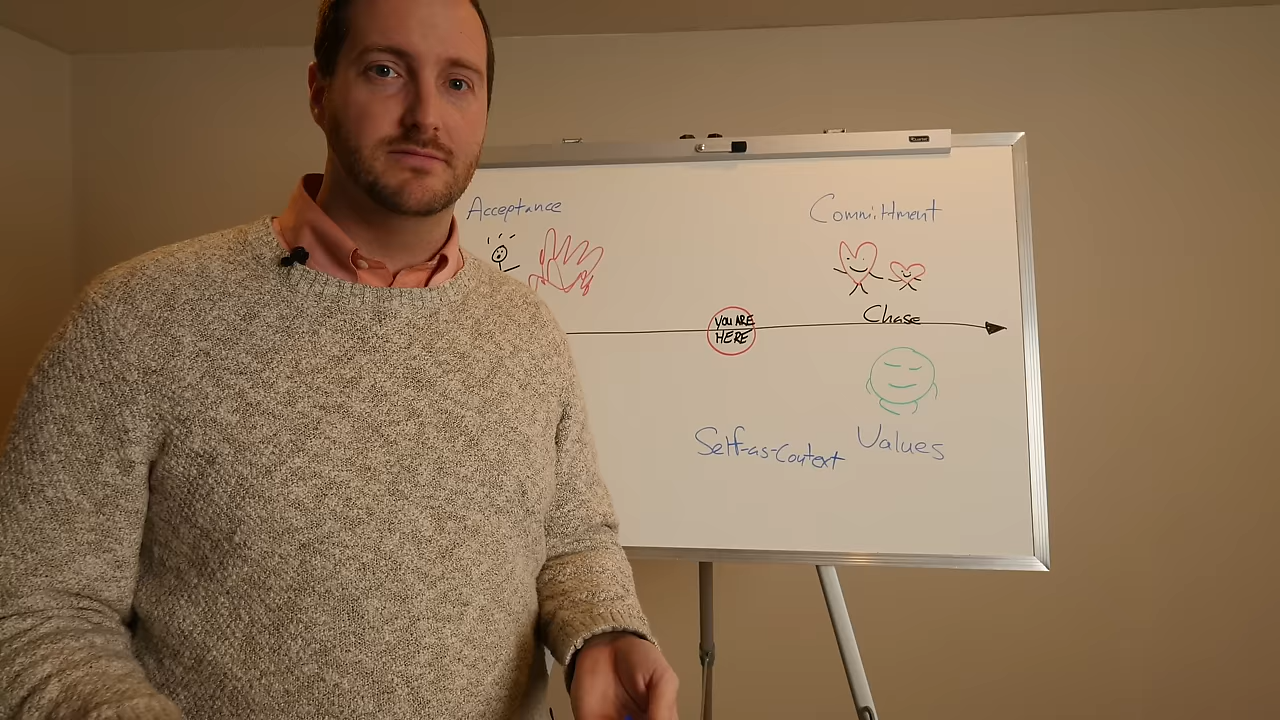 Acceptance
Commitment
Chase
YOU ARE
HERE
Self-as-Context
Values